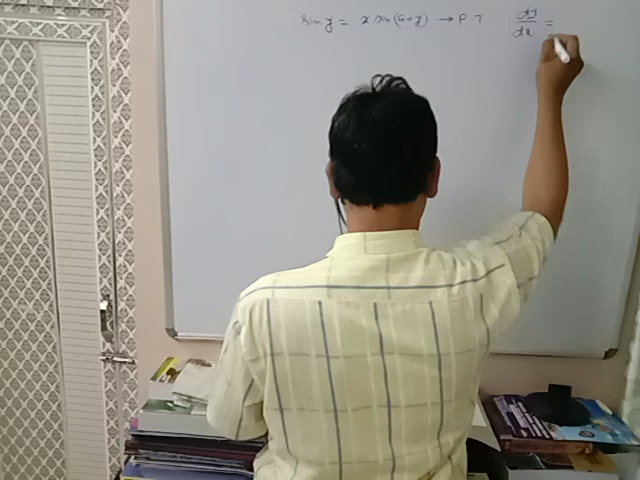 sin y = x sin(a+y) → P.T dy/dx =